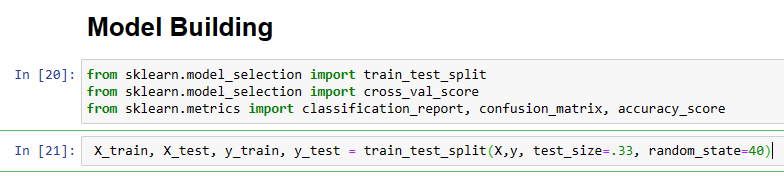 Model Building
In [20]: from sklearn.model_selection import train_test_split
from sklearn.model_selection import cross_val_score
from sklearn.metrics import classification_report, confusion_matrix, accuracy_score
In [21]: X_train, X_test, y_train, y_test = train_test_split(X,y, test_size=.33, random_state=40)